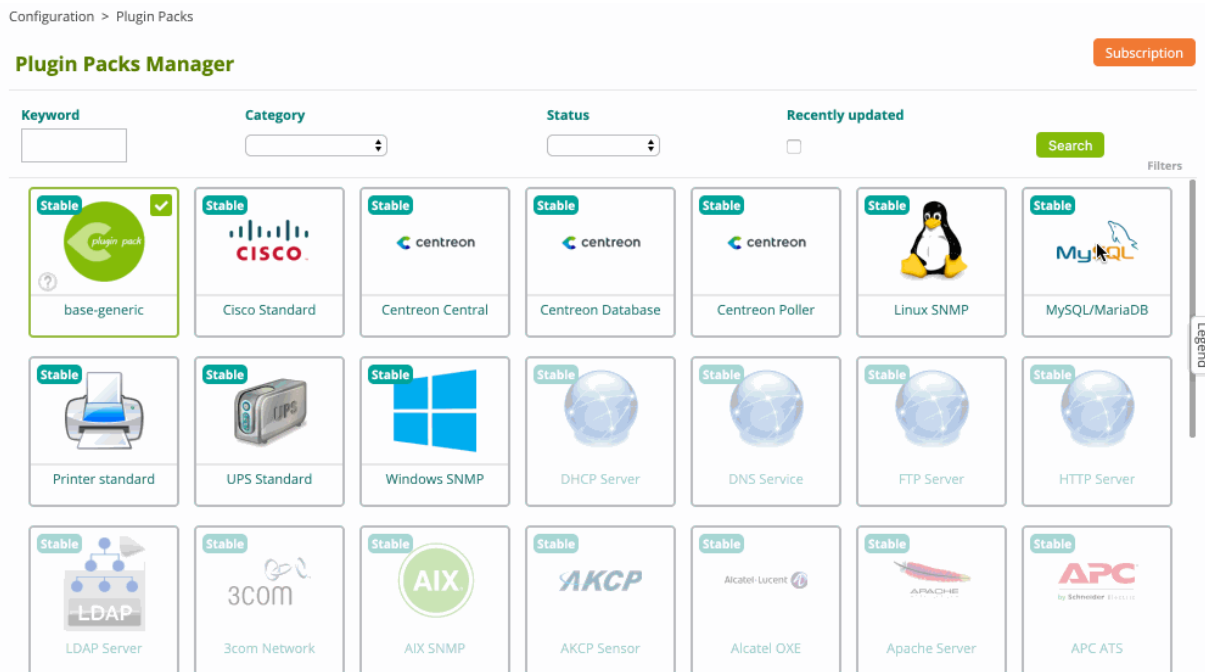 Configuration > Plugin Packs
Plugin Packs Manager
Subscription
Keyword
Category
Status
Recently updated
Search
Filters
Stable
plugin pack
?
base-generic
Stable
CISCO
Cisco Standard
Stable
centreon
Centreon Central
Stable
centreon
Centreon Database
Stable
centreon
Centreon Poller
Stable
Linux SNMP
Stable
MySQL
MySQL/MariaDB
Legend
Stable
Printer standard
Stable
UPS
UPS Standard
Stable
Windows SNMP
Stable
DHCP Server
Stable
DNS Service
Stable
FTP Server
Stable
HTTP Server
Stable
LDAP
LDAP Server
Stable
3COM
3com Network
Stable
AIX
AIX SNMP
Stable
AKCP
AKCP Sensor
Stable
Alcatel-Lucent
Alcatel OXE
Stable
APACHE
Apache Server
Stable
APC
by Schneider Electric
APC ATS